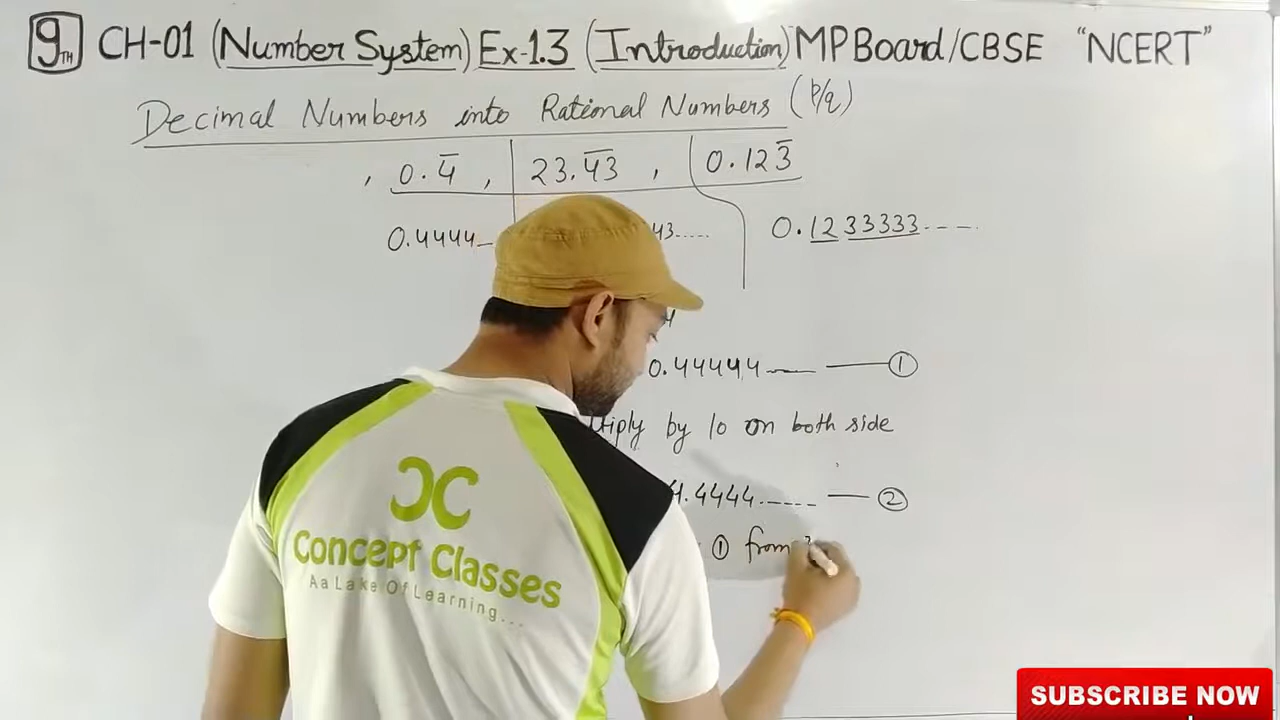 9TH CH-01 (Number System) Ex-1.3 (Introduction) MP Board/CBSE "NCERT"
Decimal Numbers into Rational Numbers (p/q)
, 0.4̅ , 23.4̅3̅ , 0.123̅
0.4444 43..... 0.1233333----
0.44444 ①
by 10 on both side
4.4444..... ②
① from
ɔC
Concept Classes
Aa Lake Of Learning...
SUBSCRIBE NOW